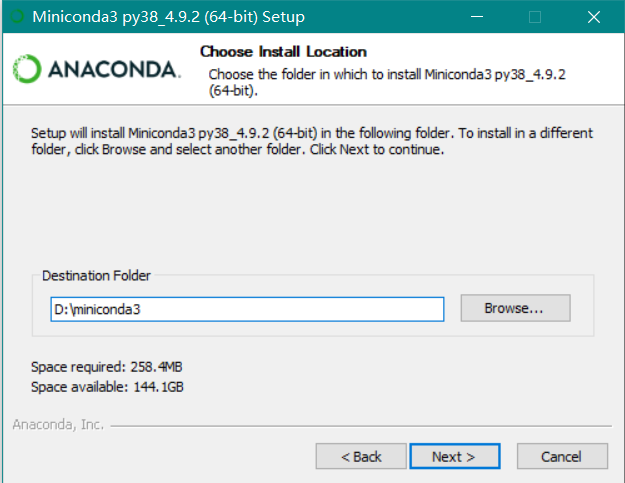 Miniconda3 py38_4.9.2 (64-bit) Setup
ANACONDA.
Choose Install Location
Choose the folder in which to install Miniconda3 py38_4.9.2
(64-bit).
Setup will install Miniconda3 py38_4.9.2 (64-bit) in the following folder. To install in a different
folder, click Browse and select another folder. Click Next to continue.
Destination Folder
D:\miniconda3
Browse...
Space required: 258.4MB
Space available: 144.1GB
Anaconda, Inc.
< Back
Next >
Cancel